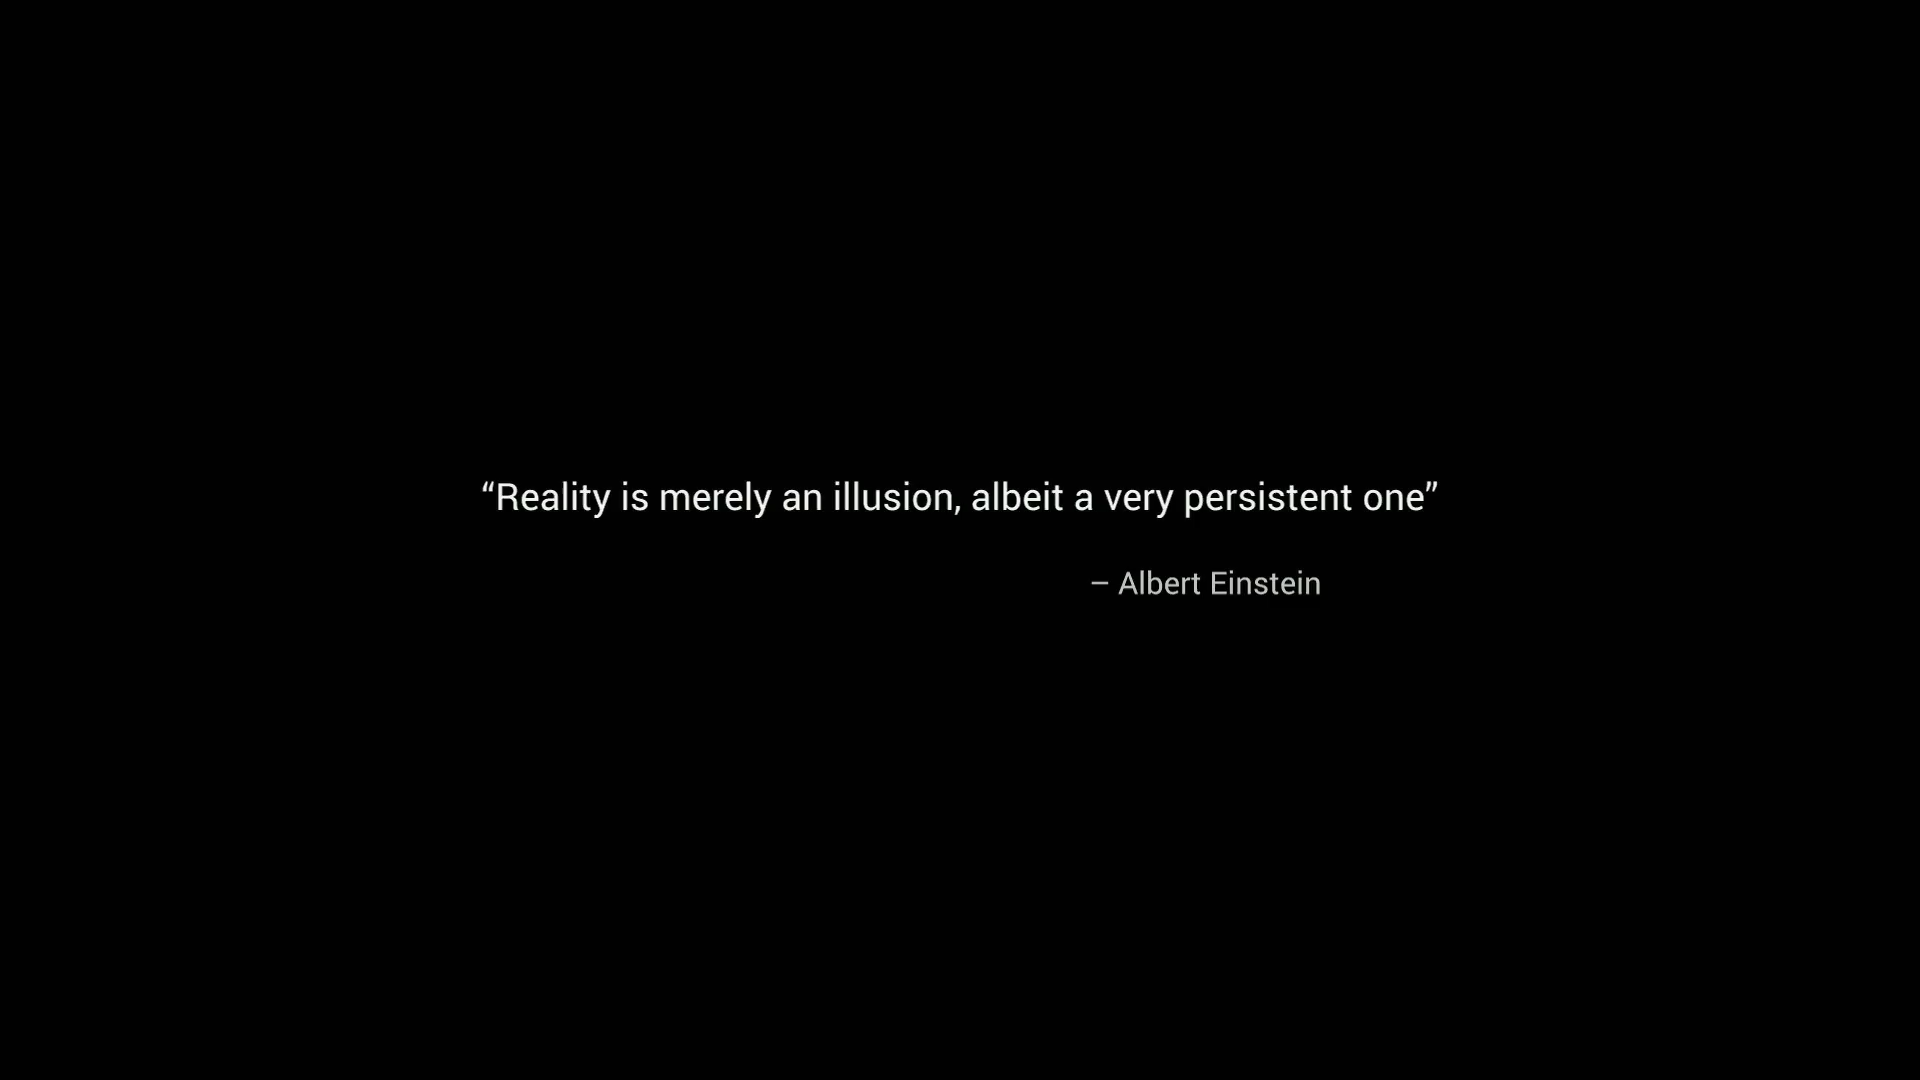 “Reality is merely an illusion, albeit a very persistent one”
– Albert Einstein